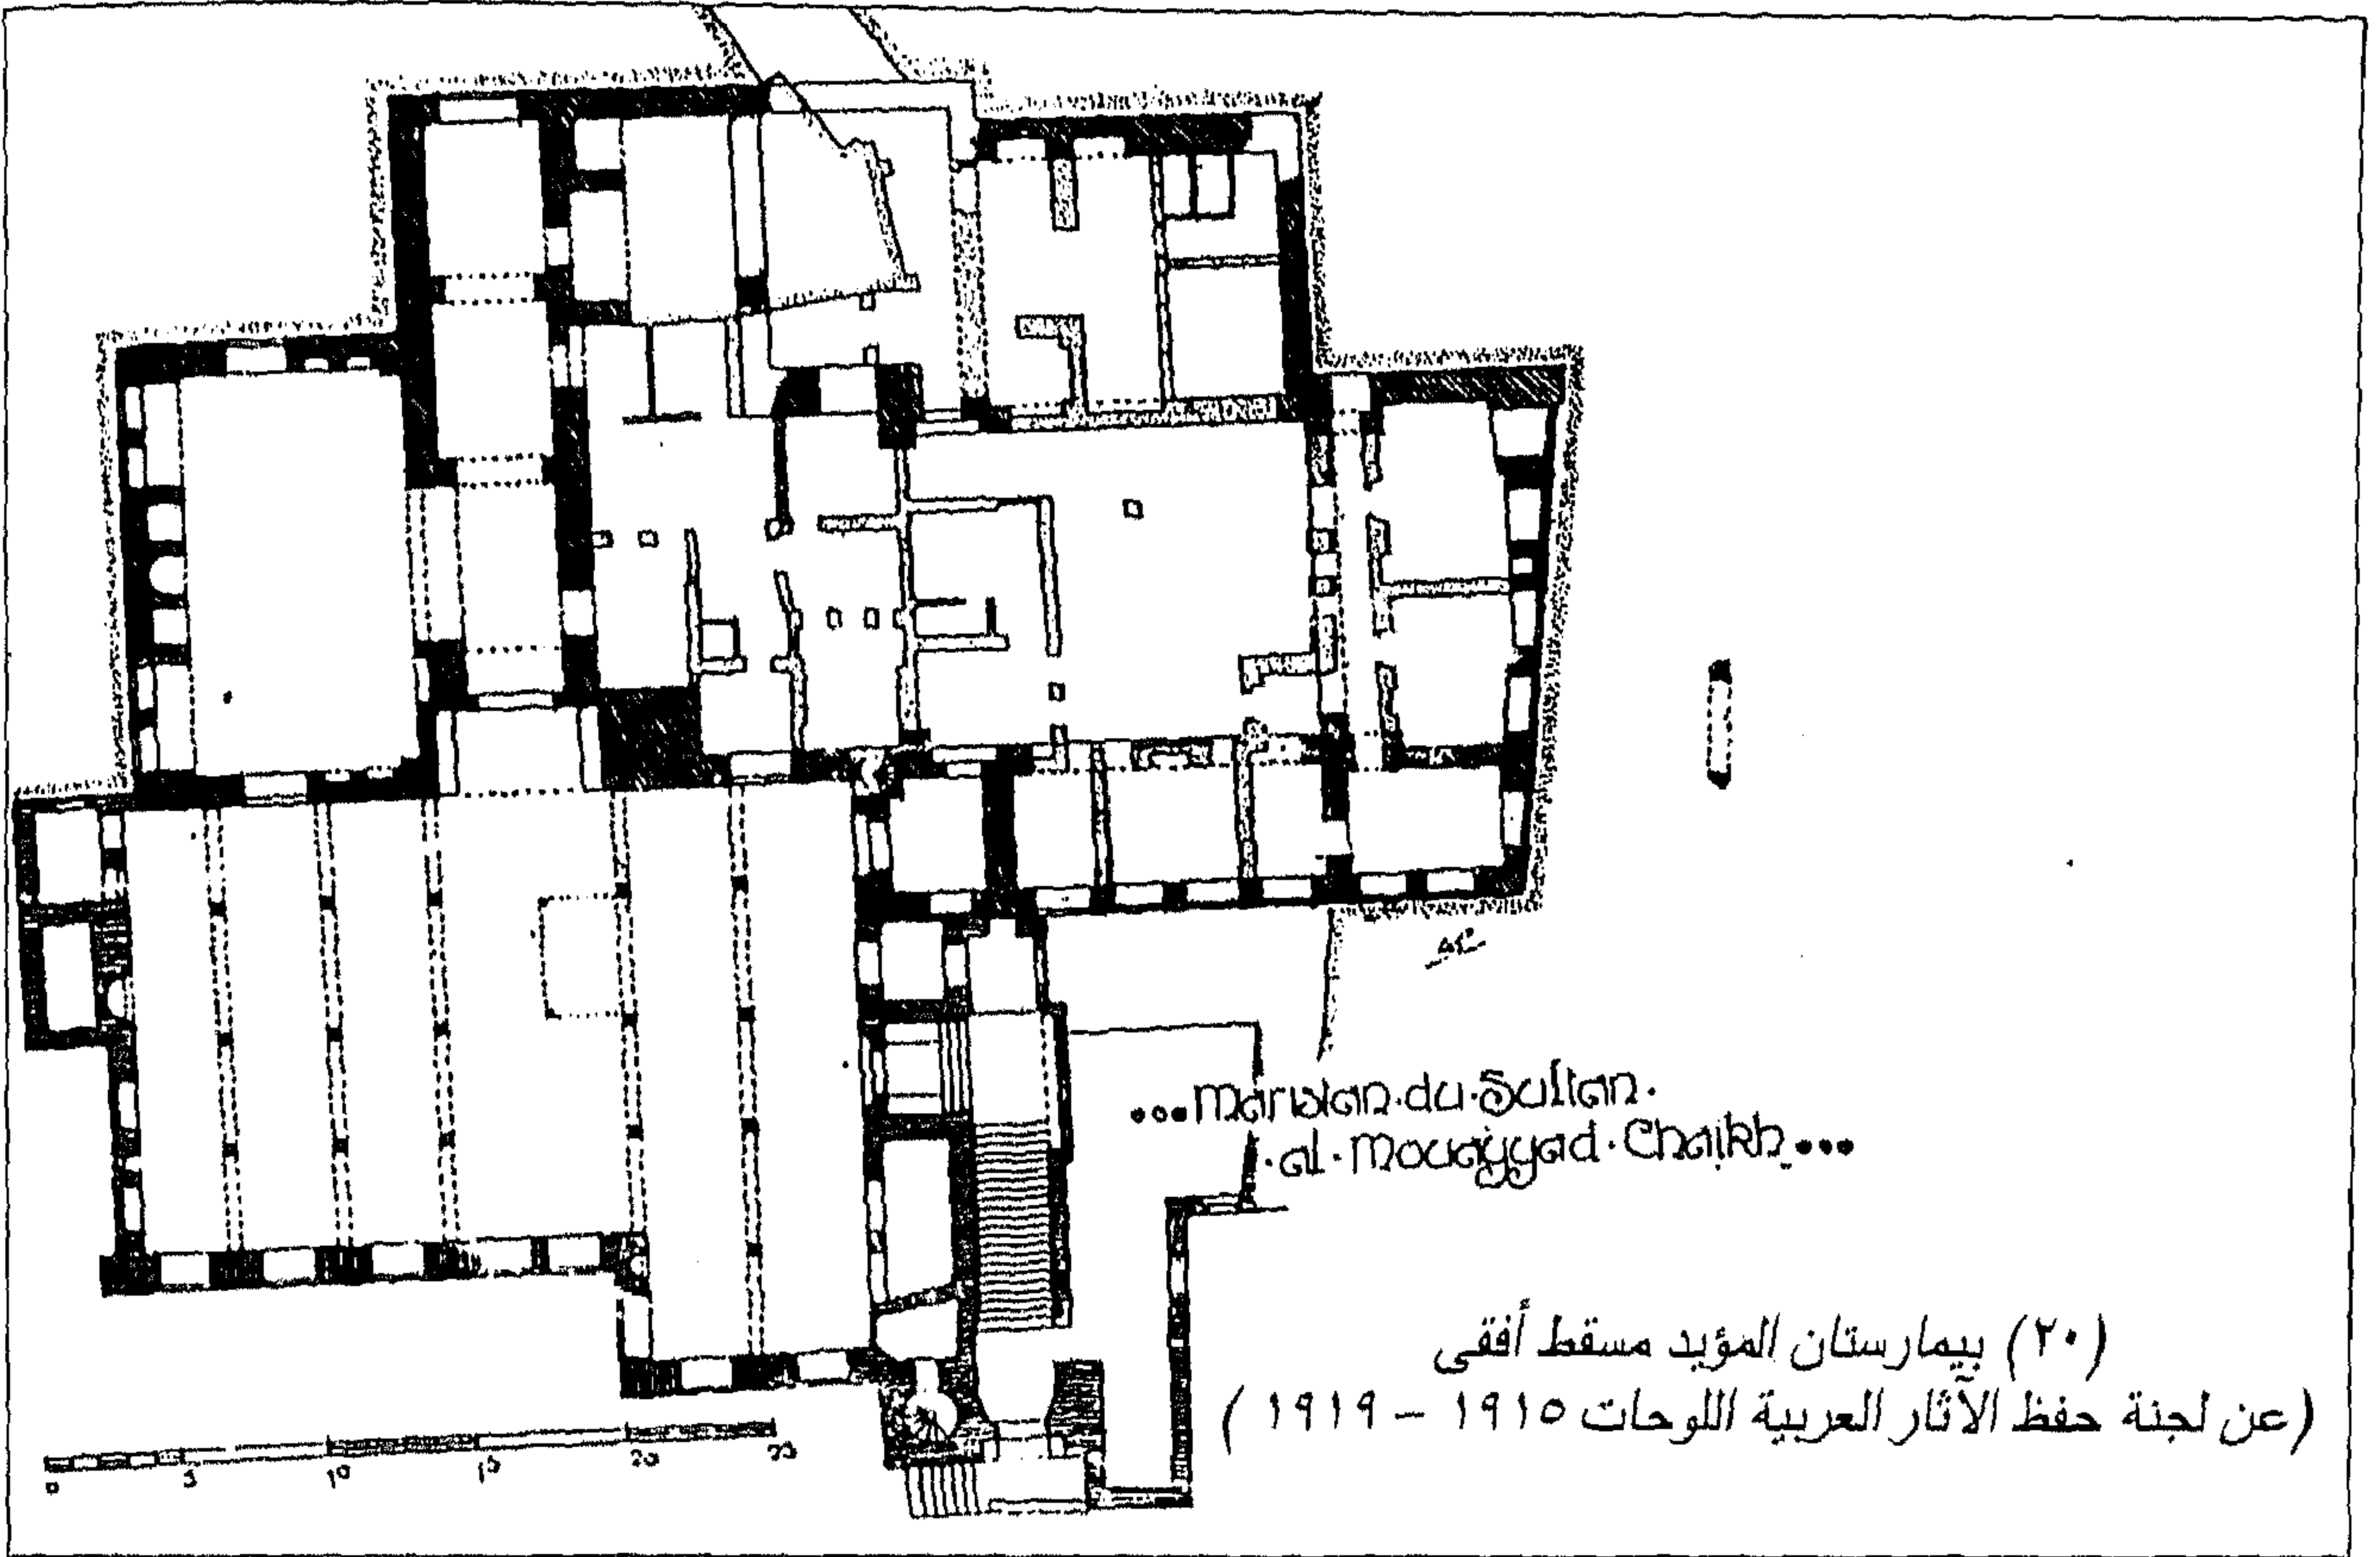 ...Maristan.du.Sultan.
.al.Mouayyad.Chaikh...
(٢٠) بيمارستان المؤيد مسقط أفقى
(عن لجنة حفظ الآثار العربية اللوحات ١٩١٥ – ١٩١٩ )
0 5 10 15 20